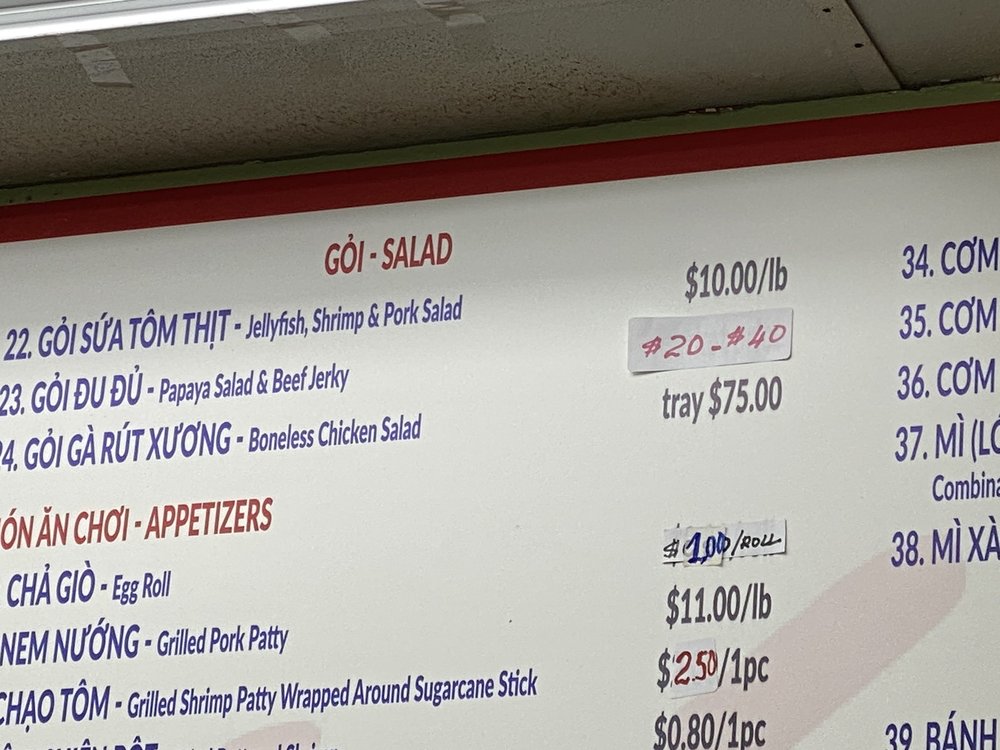 GỎI - SALAD
22. GỎI SỨA TÔM THỊT - Jellyfish, Shrimp & Pork Salad $10.00/lb
23. GỎI ĐU ĐỦ - Papaya Salad & Beef Jerky $20 - $40
24. GỎI GÀ RÚT XƯƠNG - Boneless Chicken Salad tray $75.00
ÓN ĂN CHƠI - APPETIZERS
CHẢ GIÒ - Egg Roll $1,00/ROLL
NEM NƯỚNG - Grilled Pork Patty $11.00/lb
CHẠO TÔM - Grilled Shrimp Patty Wrapped Around Sugarcane Stick $2.50/1pc
$0.80/1pc
34. CƠM
35. CƠM
36. CƠM
37. MÌ (LÓ
Combina
38. MÌ XÀ
39. BÁNH